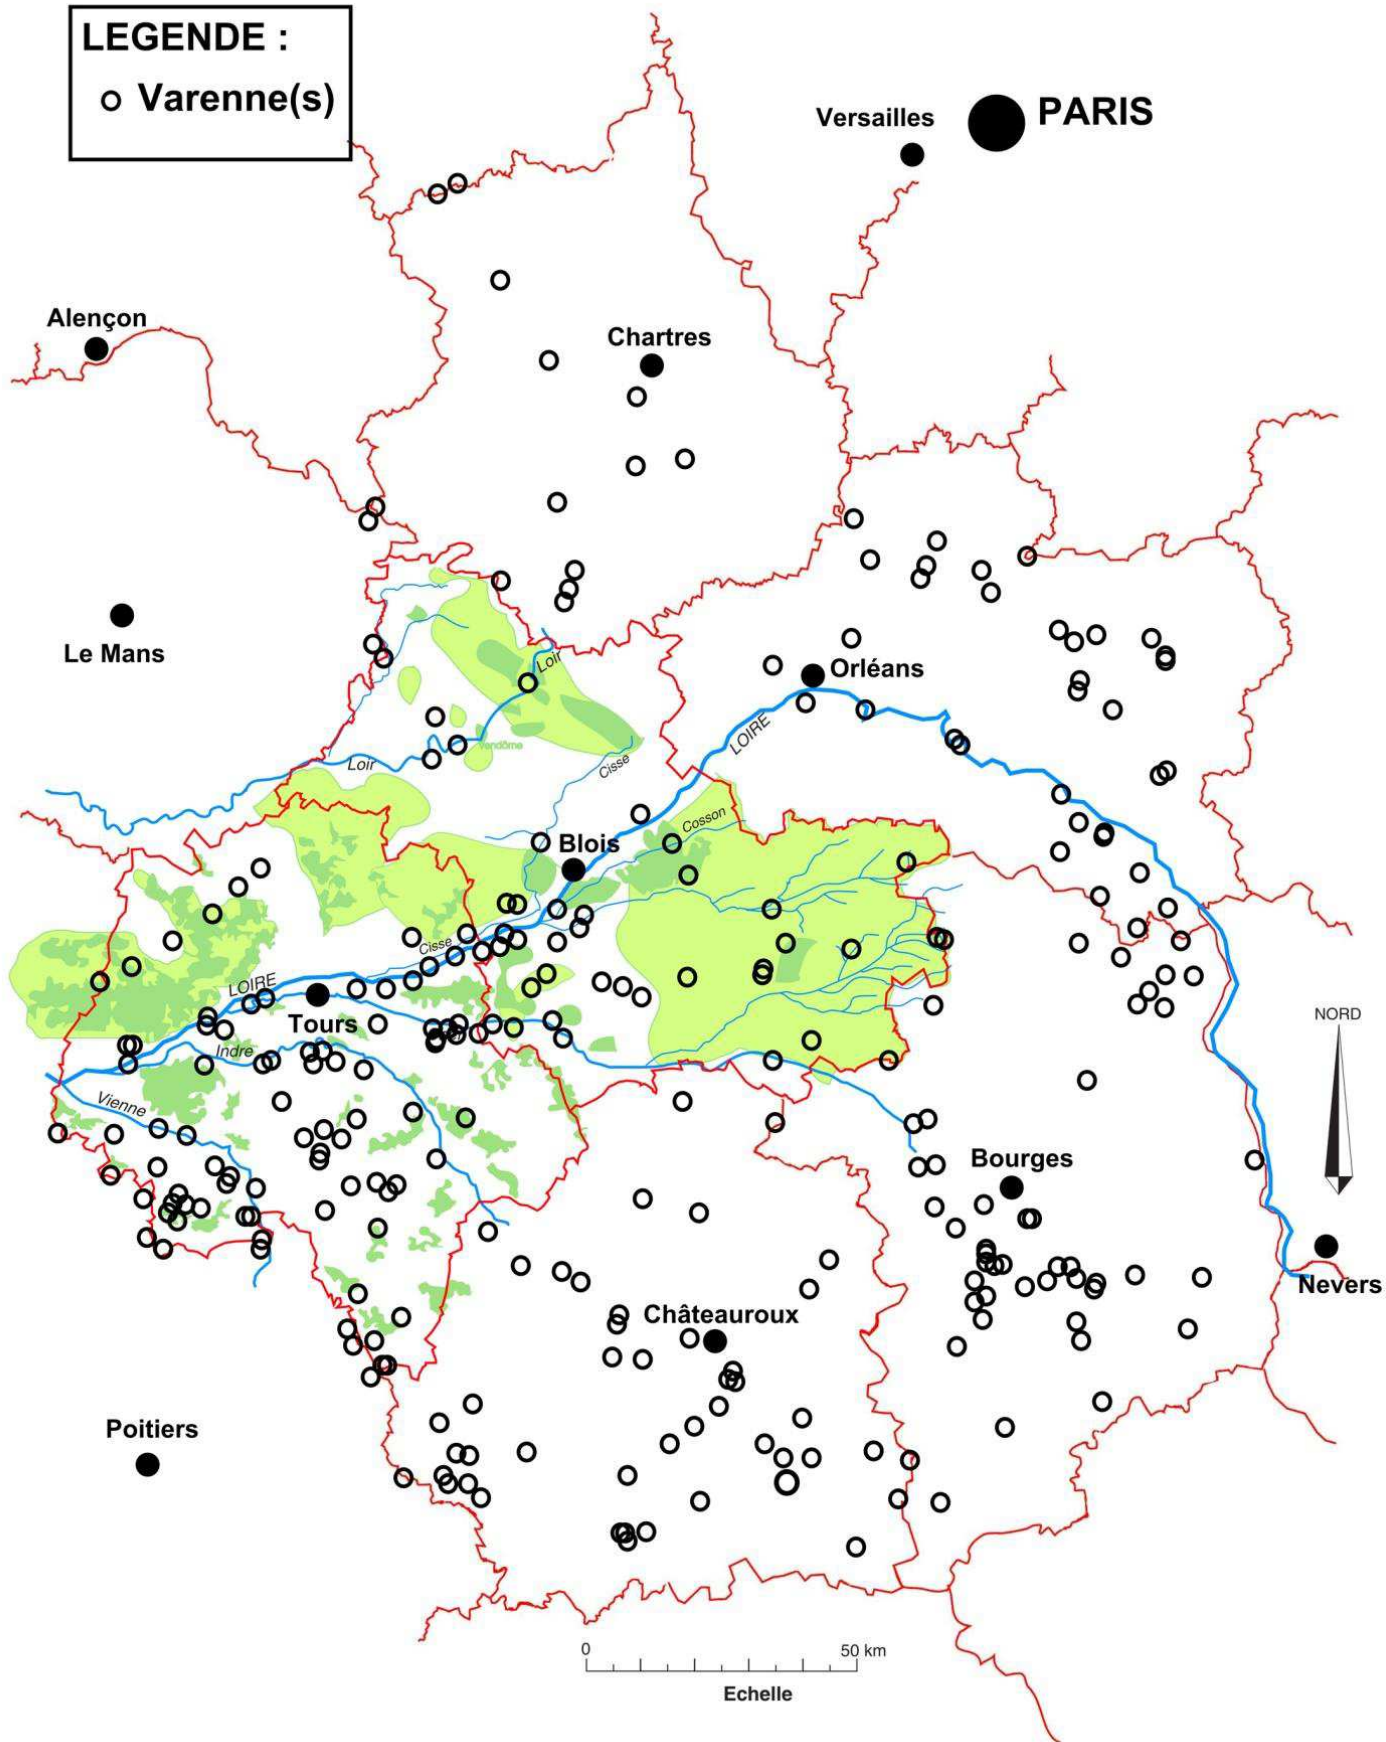 LEGENDE :
Varenne(s)
PARIS
Versailles
Alençon
Chartres
Le Mans
Orléans
Loir
LOIRE
Vendôme
Loir
Cisse
Cosson
Blois
Cisse
LOIRE
Tours
Indre
NORD
Vienne
Bourges
Nevers
Châteauroux
Poitiers
0 50 km
Echelle